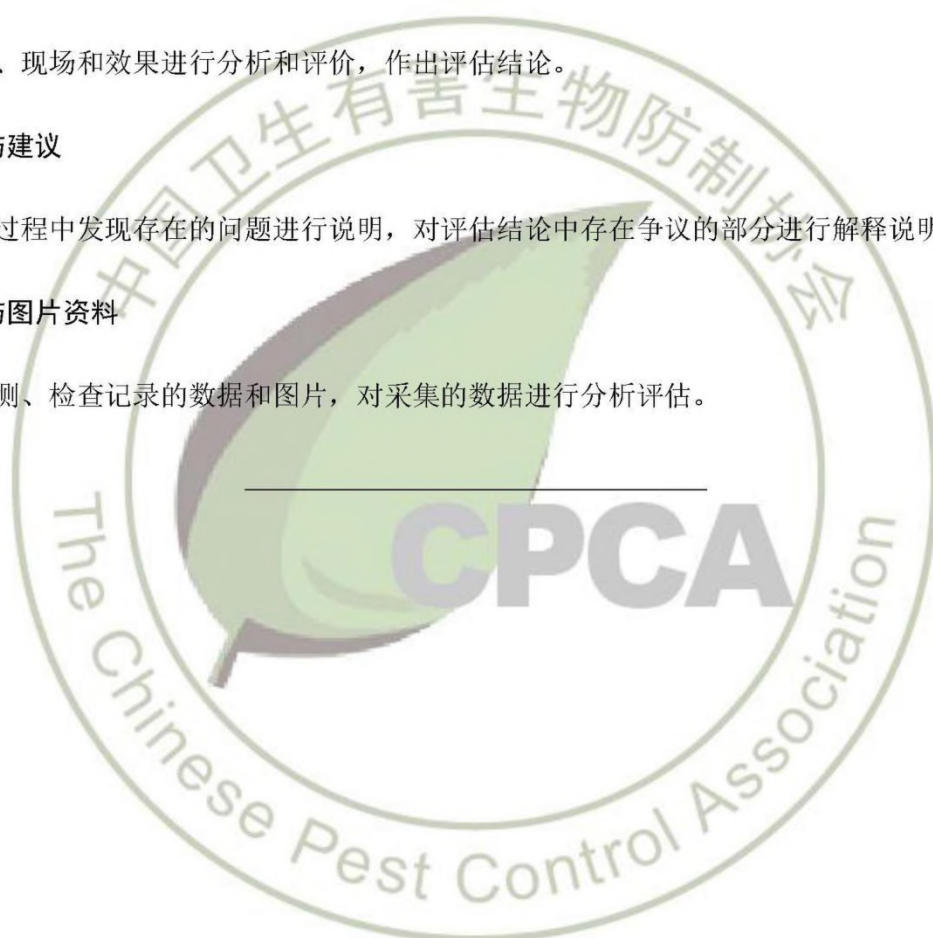 、现场和效果进行分析和评价，作出评估结论。
与建议
过程中发现存在的问题进行说明，对评估结论中存在争议的部分进行解释说明
与图片资料
测、检查记录的数据和图片，对采集的数据进行分析评估。
中国卫生有害生物防制协会
CPCA
The Chinese Pest Control Association